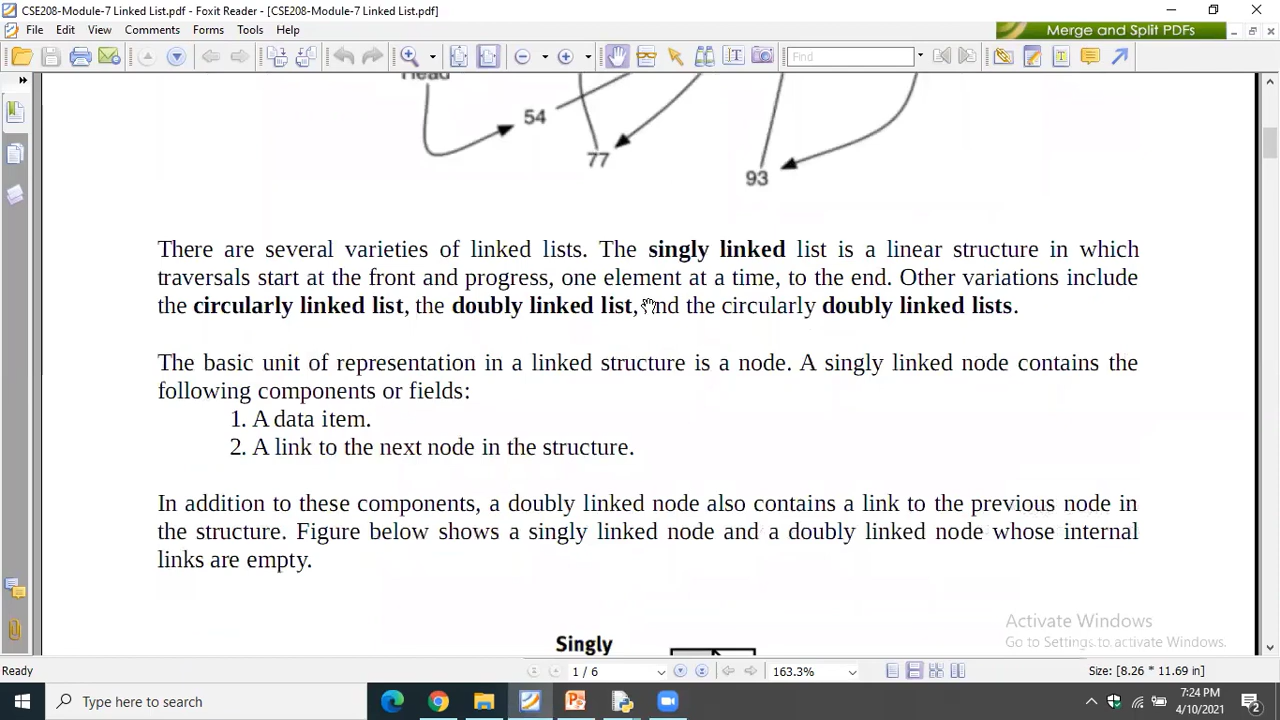 CSE208-Module-7 Linked List.pdf - Foxit Reader - [CSE208-Module-7 Linked List.pdf]
File Edit View Comments Forms Tools Help
Merge and Split PDFs
Find
Head
54
77
93
There are several varieties of linked lists. The singly linked list is a linear structure in which
traversals start at the front and progress, one element at a time, to the end. Other variations include
the circularly linked list, the doubly linked list, and the circularly doubly linked lists.
The basic unit of representation in a linked structure is a node. A singly linked node contains the
following components or fields:
1. A data item.
2. A link to the next node in the structure.
In addition to these components, a doubly linked node also contains a link to the previous node in
the structure. Figure below shows a singly linked node and a doubly linked node whose internal
links are empty.
Singly
Activate Windows
Go to Settings to activate Windows.
Ready
1 / 6
163.3%
Size: [8.26 * 11.69 in]
Type here to search
7:24 PM
4/10/2021
2